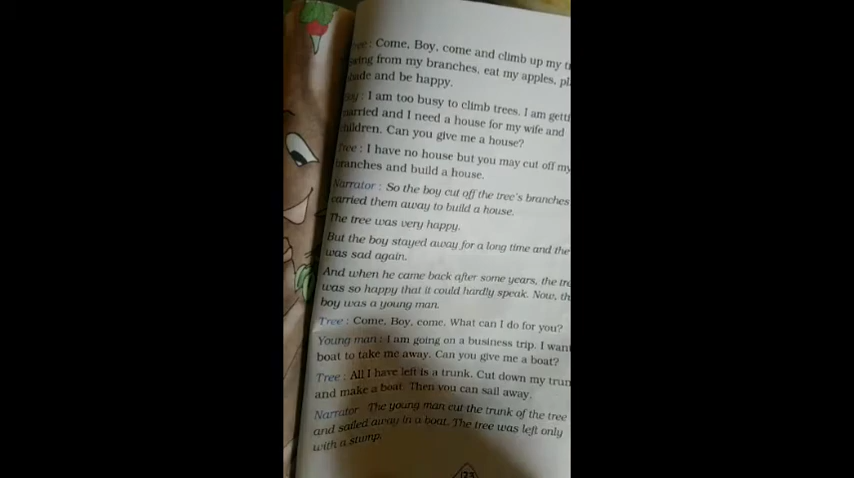 Tree : Come, Boy, come and climb up my
swing from my branches, eat my apples,
shade and be happy.
Boy : I am too busy to climb trees. I am
married and I need a house for my wife and
children. Can you give me a house?
Tree : I have no house but you may cut off my
branches and build a house.
Narrator : So the boy cut off the tree's branches
carried them away to build a house.
The tree was very happy.
But the boy stayed away for a long time and the
was sad again.
And when he came back after some years, the
was so happy that it could hardly speak. Now,
boy was a young man.
Tree : Come, Boy, come. What can I do for you?
Young man : I am going on a business trip. I want
boat to take me away. Can you give me a boat?
Tree : All I have left is a trunk. Cut down my
and make a boat. Then you can sail away.
Narrator The young man cut the trunk of the tree
and sailed away in a boat. The tree was left only
with a stump.
123